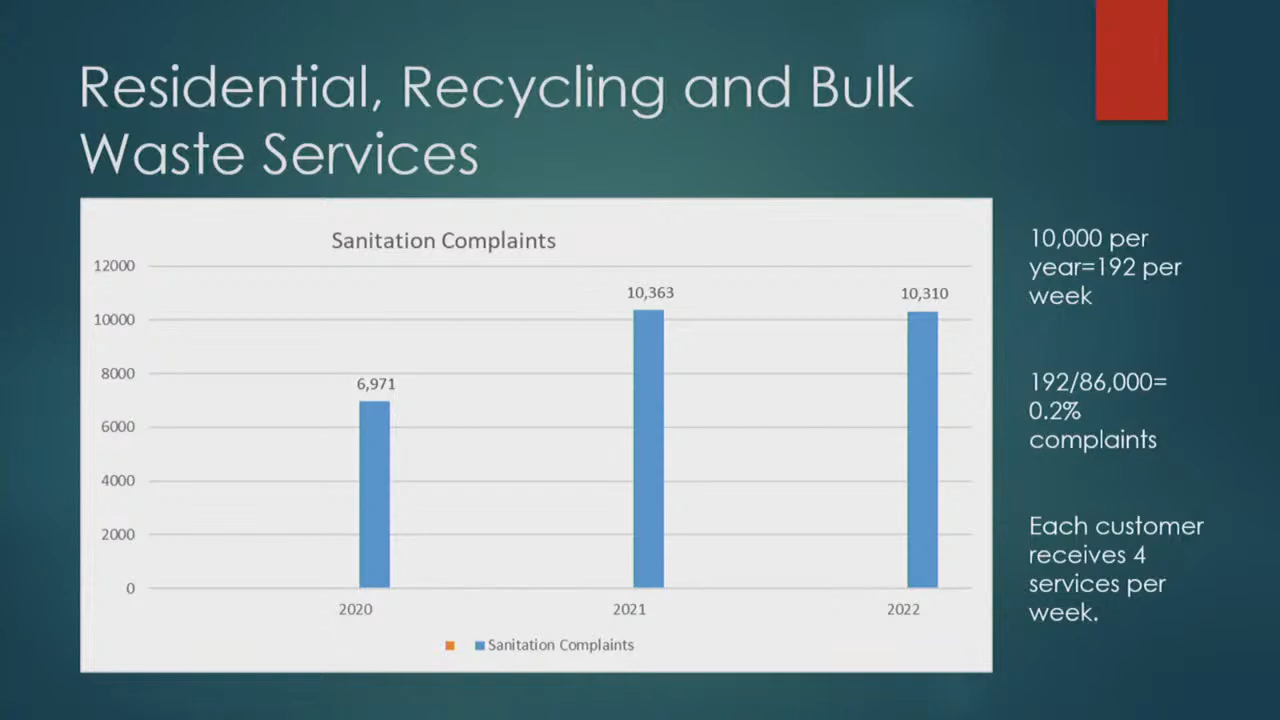 Residential, Recycling and Bulk
Waste Services
Sanitation Complaints
12000
10000
8000
6000
4000
2000
0
6,971
10,363
10,310
2020
2021
2022
Sanitation Complaints
10,000 per
year=192 per
week
192/86,000=
0.2%
complaints
Each customer
receives 4
services per
week.